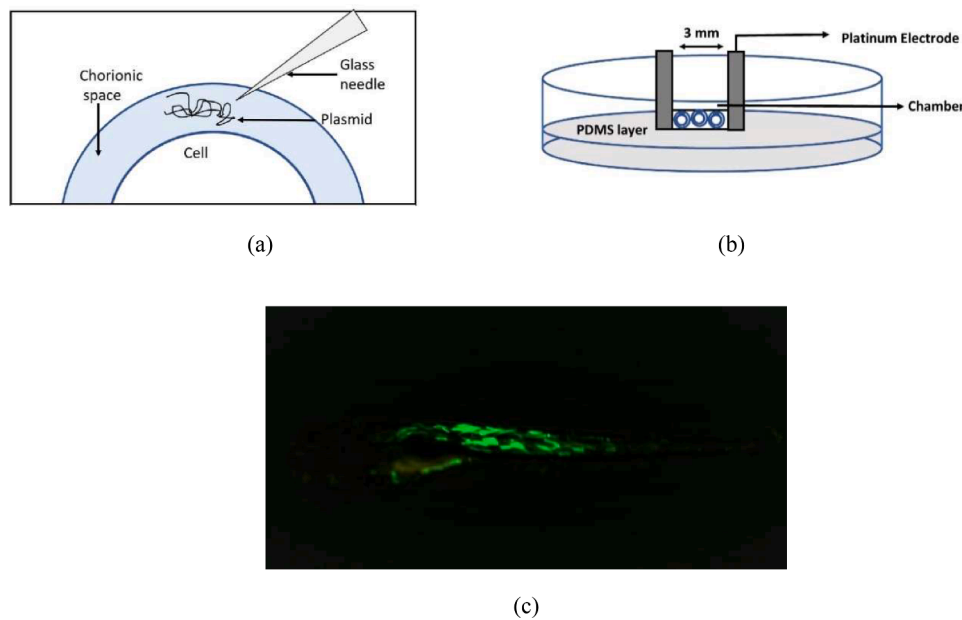 Chorionic
space
Glass
needle
Plasmid
Cell
(a)
3 mm
Platinum Electrode
Chamber
PDMS layer
(b)
(c)